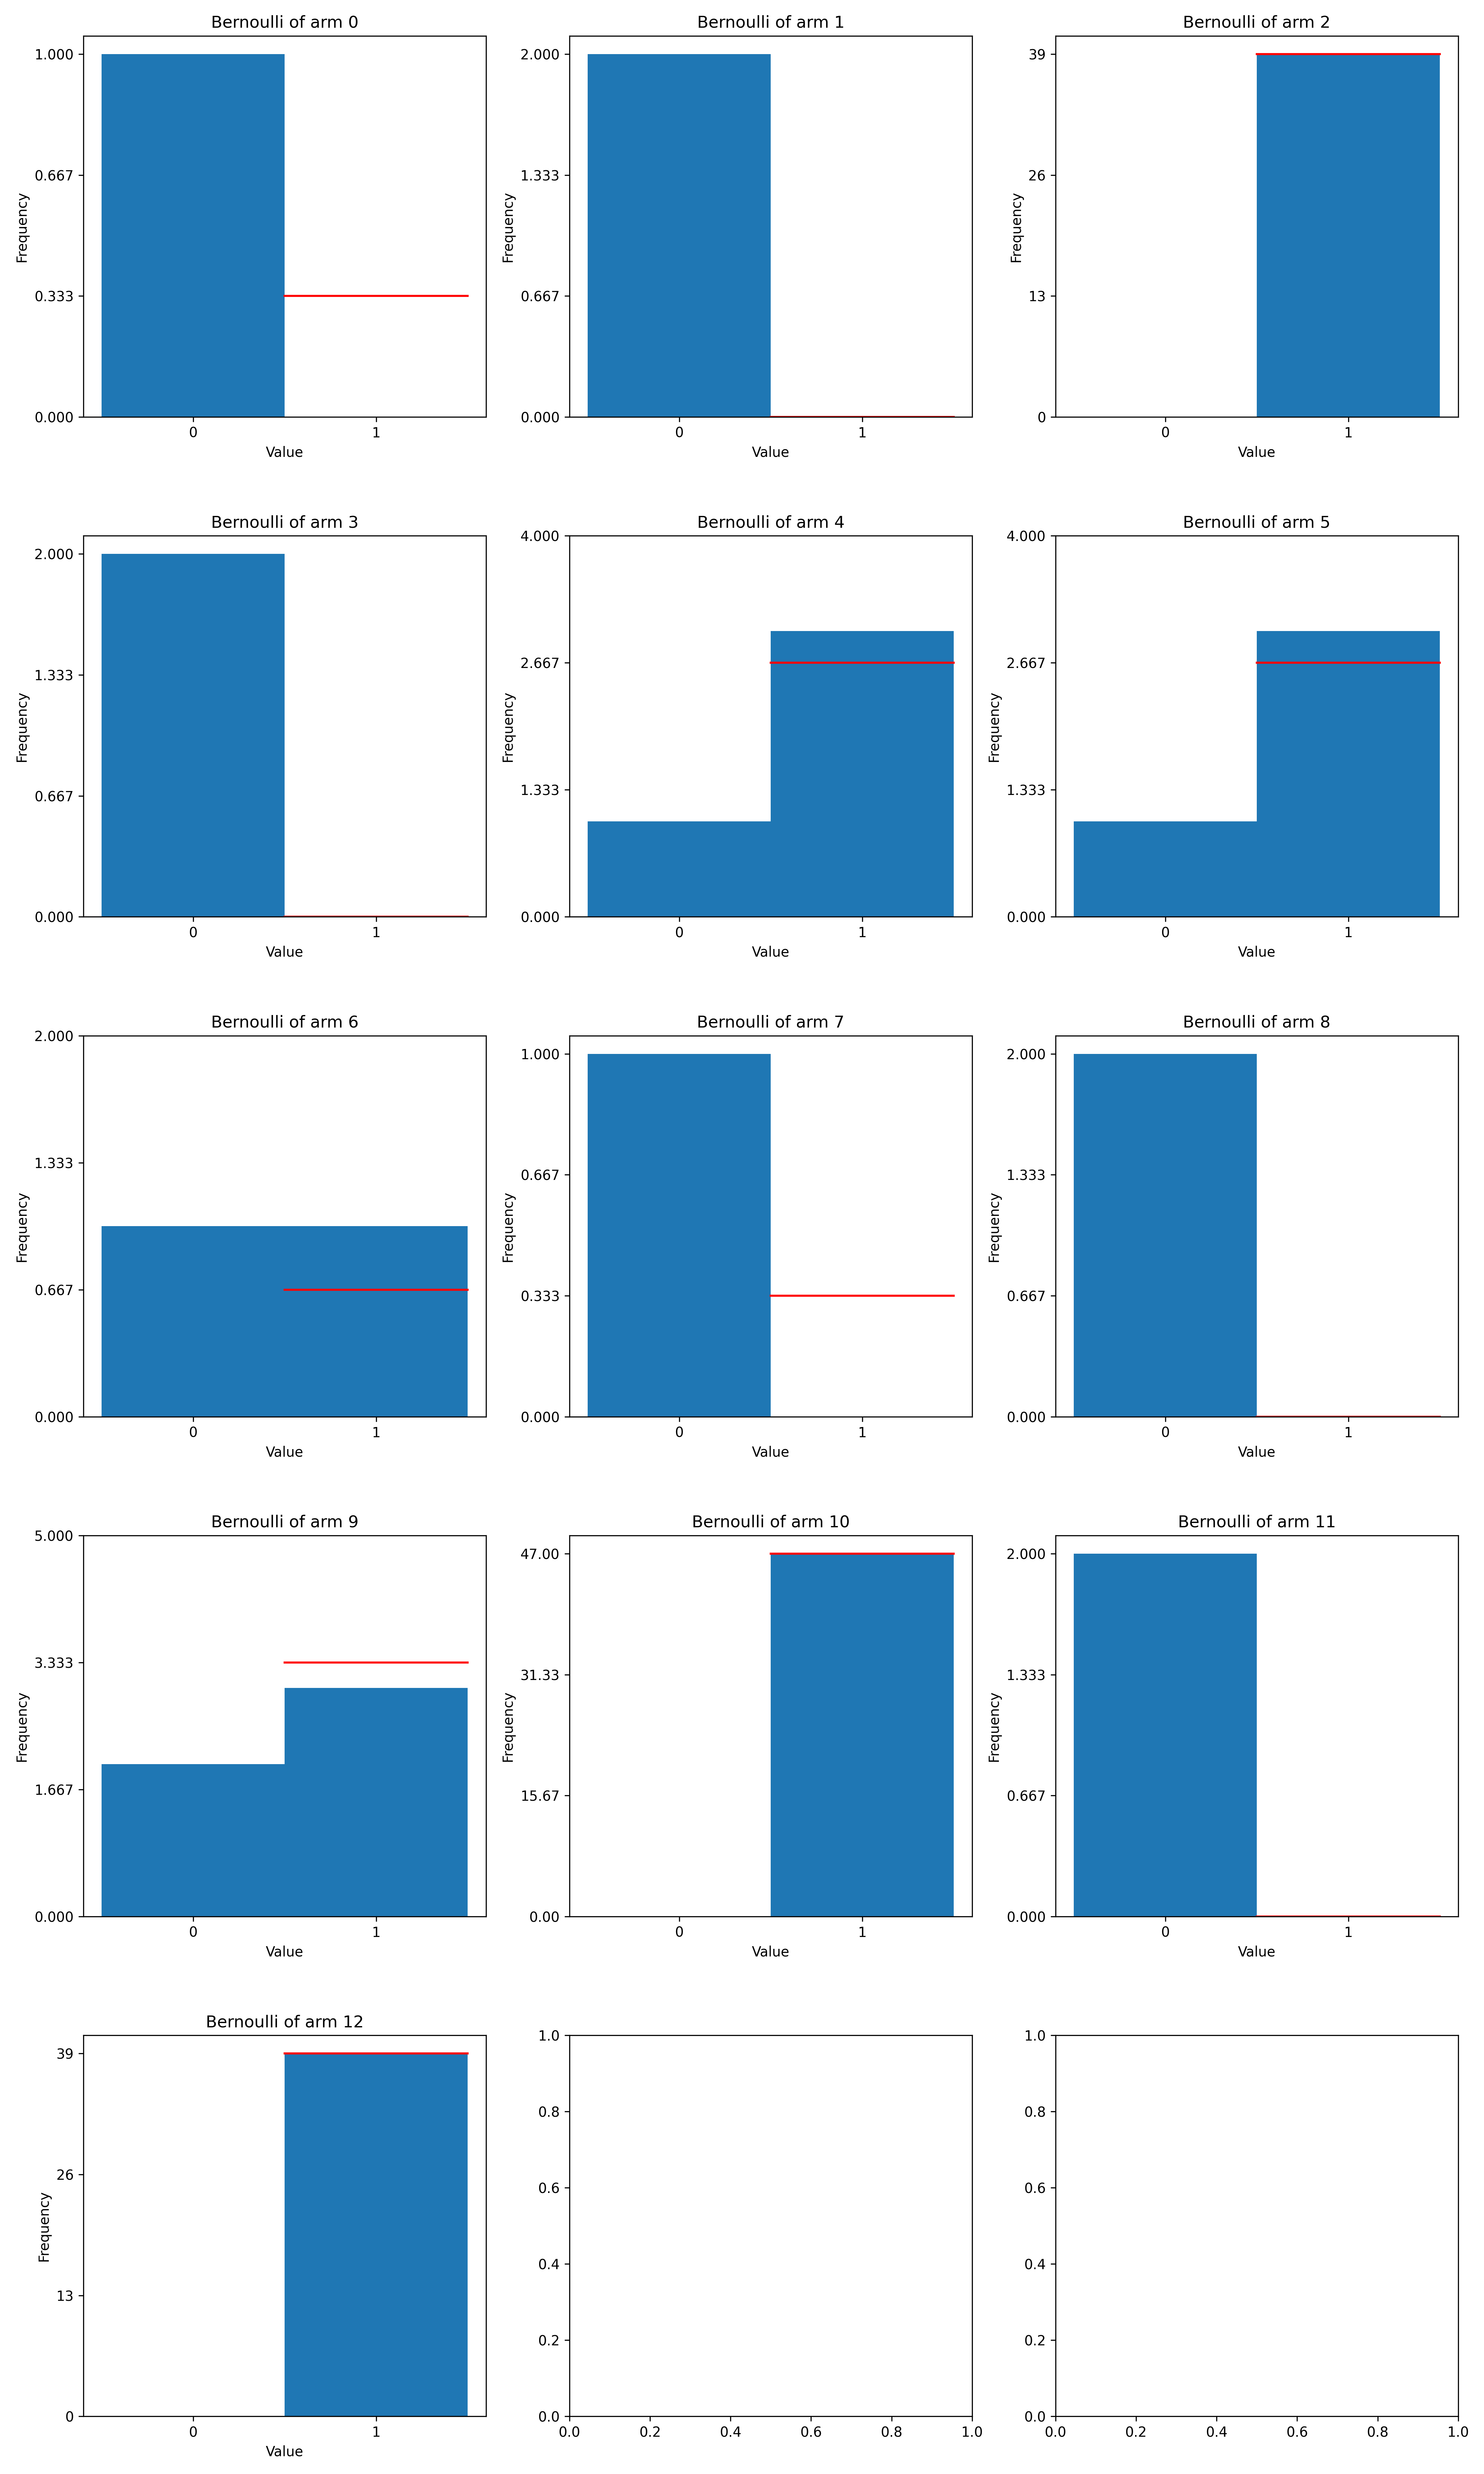 Bernoulli of arm 0
1.000
0.667
0.333
0.000
Frequency
0 1
Value
Bernoulli of arm 1
2.000
1.333
0.667
0.000
Frequency
0 1
Value
Bernoulli of arm 2
39
26
13
0
Frequency
0 1
Value
Bernoulli of arm 3
2.000
1.333
0.667
0.000
Frequency
0 1
Value
Bernoulli of arm 4
4.000
2.667
1.333
0.000
Frequency
0 1
Value
Bernoulli of arm 5
4.000
2.667
1.333
0.000
Frequency
0 1
Value
Bernoulli of arm 6
2.000
1.333
0.667
0.000
Frequency
0 1
Value
Bernoulli of arm 7
1.000
0.667
0.333
0.000
Frequency
0 1
Value
Bernoulli of arm 8
2.000
1.333
0.667
0.000
Frequency
0 1
Value
Bernoulli of arm 9
5.000
3.333
1.667
0.000
Frequency
0 1
Value
Bernoulli of arm 10
47.00
31.33
15.67
0.00
Frequency
0 1
Value
Bernoulli of arm 11
2.000
1.333
0.667
0.000
Frequency
0 1
Value
Bernoulli of arm 12
39
26
13
0
Frequency
0 1
Value
1.0
0.8
0.6
0.4
0.2
0.0
0.0 0.2 0.4 0.6 0.8 1.0
1.0
0.8
0.6
0.4
0.2
0.0
0.0 0.2 0.4 0.6 0.8 1.0